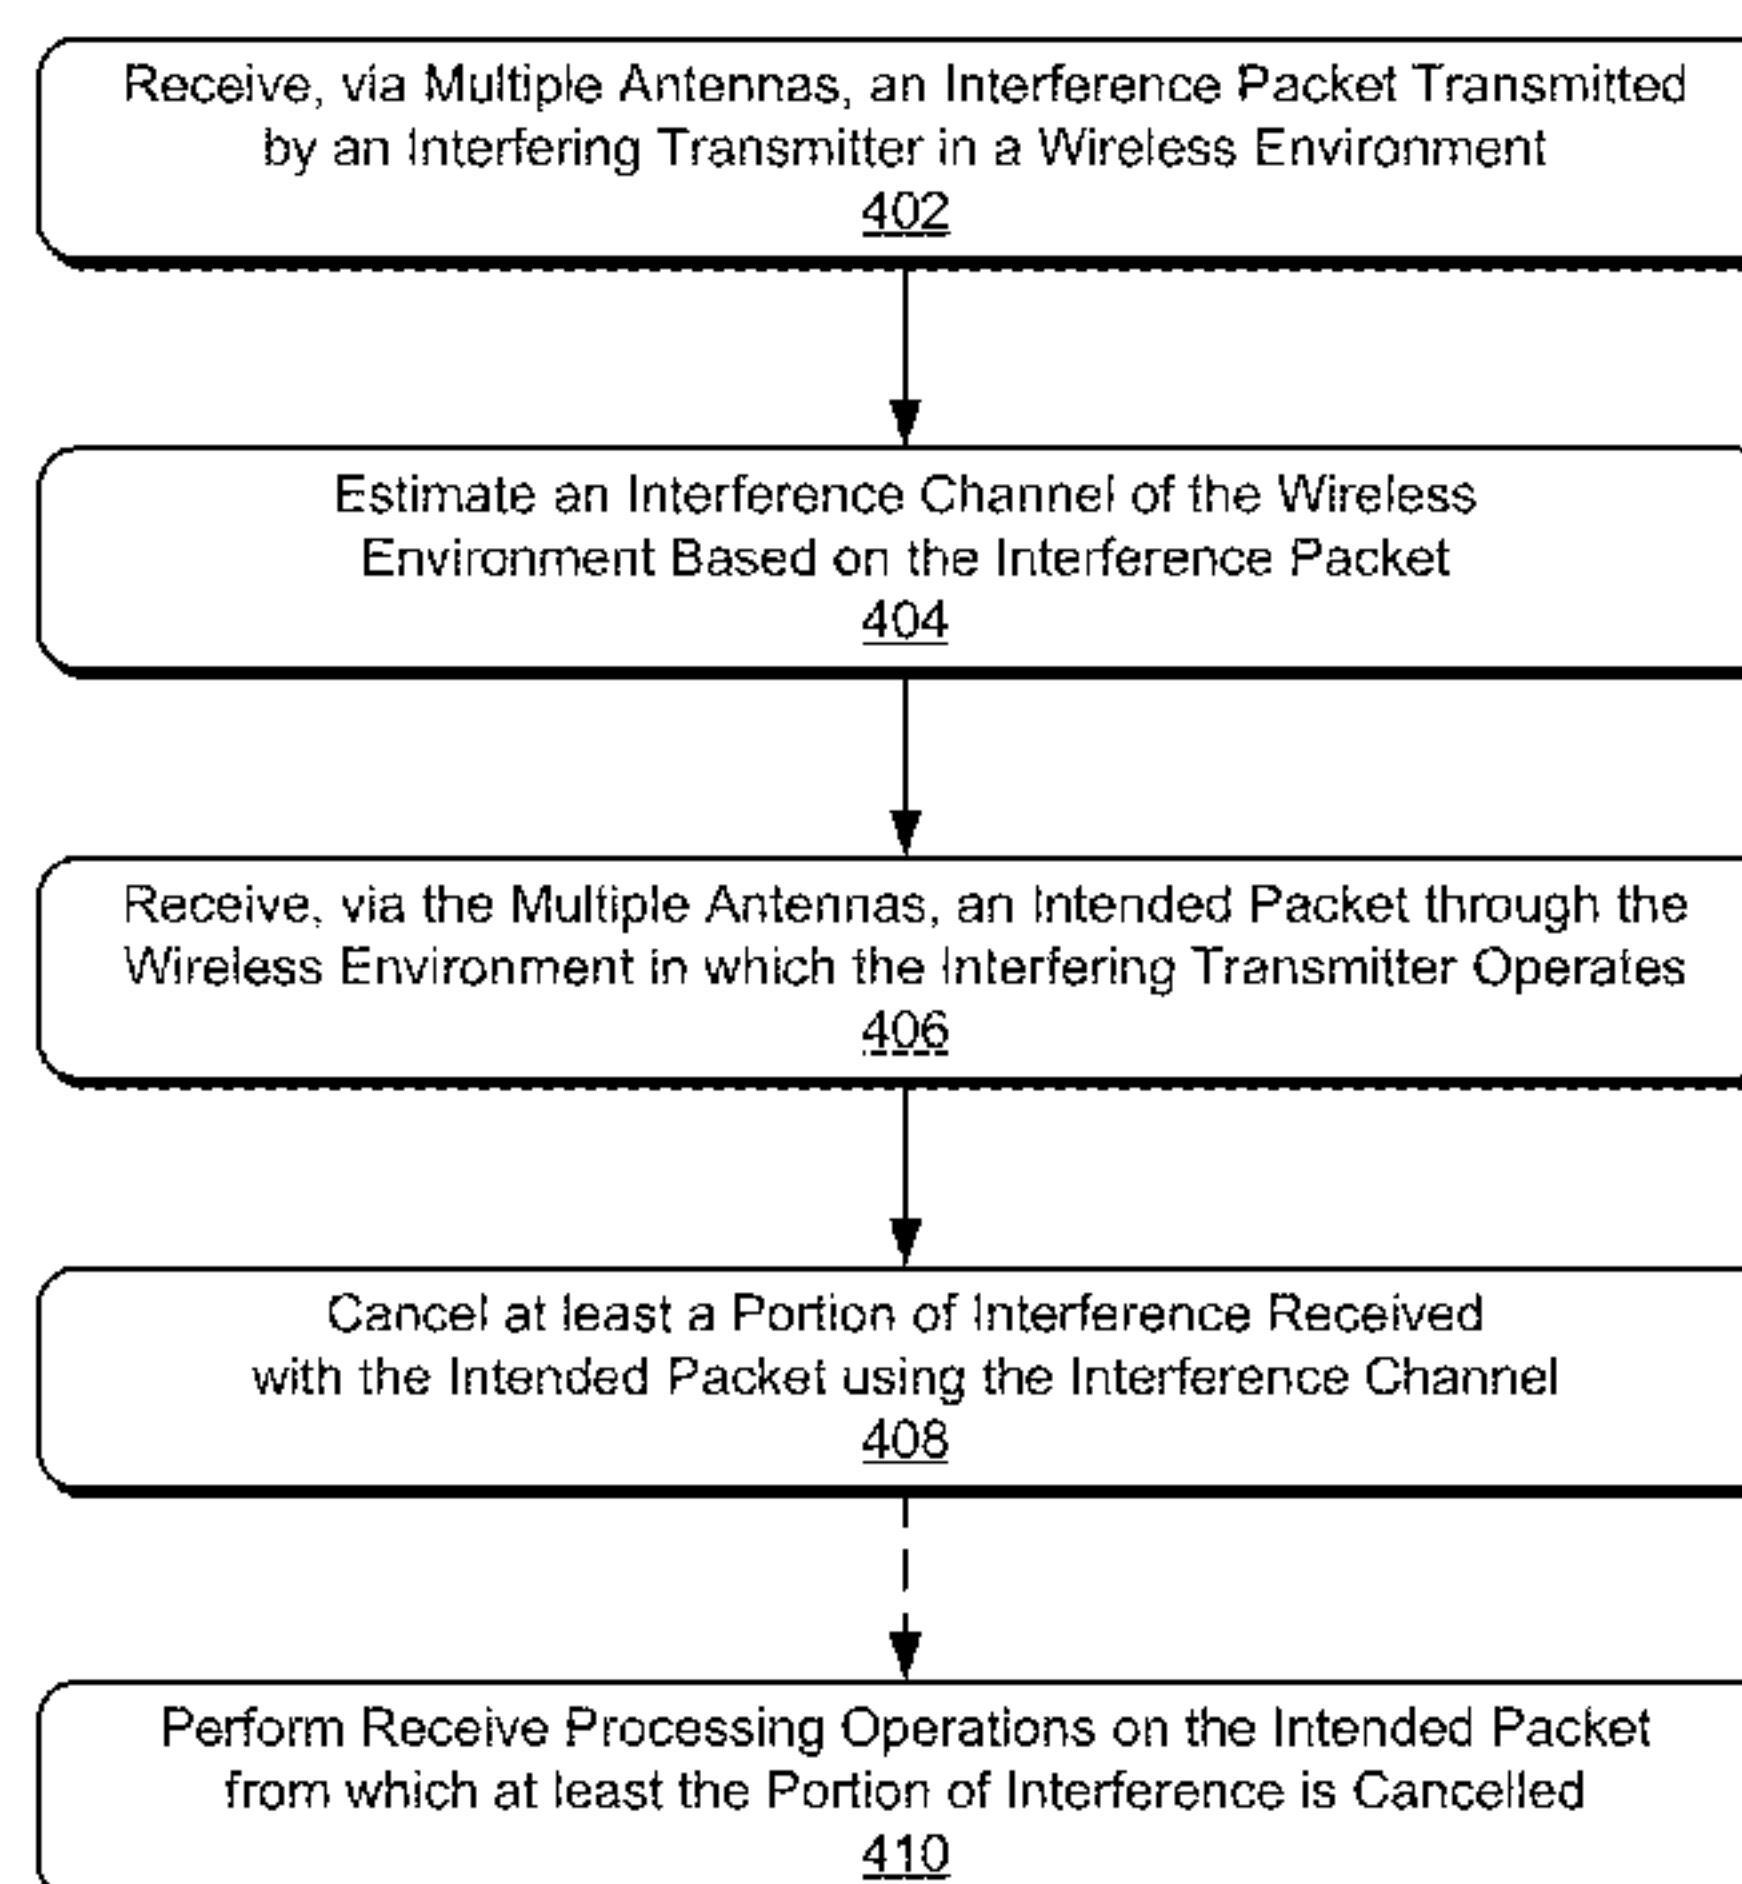 Receive, via Multiple Antennas, an Interference Packet Transmitted
by an Interfering Transmitter in a Wireless Environment
402
Estimate an Interference Channel of the Wireless
Environment Based on the Interference Packet
404
Receive, via the Multiple Antennas, an Intended Packet through the
Wireless Environment in which the Interfering Transmitter Operates
406
Cancel at least a Portion of Interference Received
with the Intended Packet using the Interference Channel
408
Perform Receive Processing Operations on the Intended Packet
from which at least the Portion of Interference is Cancelled
410